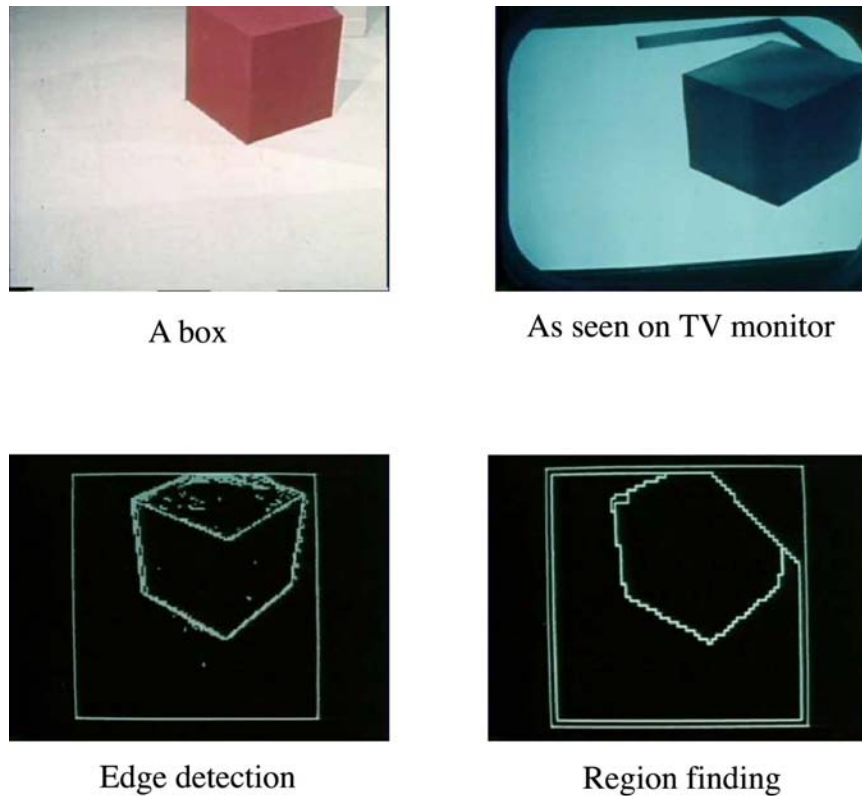 A box
As seen on TV monitor
Edge detection
Region finding